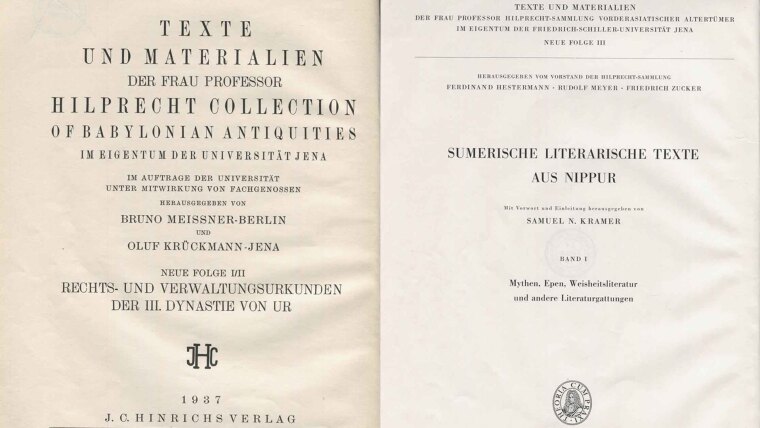 TEXTE
UND MATERIALIEN
DER FRAU PROFESSOR
HILPRECHT COLLECTION
OF BABYLONIAN ANTIQUITIES
IM EIGENTUM DER UNIVERSITÄT JENA
IM AUFTRAGE DER UNIVERSITÄT
UNTER MITWIRKUNG VON FACHGENOSSEN
HERAUSGEGEBEN VON
BRUNO MEISSNER-BERLIN
UND
OLUF KRÜCKMANN-JENA
NEUE FOLGE I/II
RECHTS- UND VERWALTUNGSURKUNDEN
DER III. DYNASTIE VON UR
JHC
1937
J. C. HINRICHS VERLAG
TEXTE UND MATERIALIEN
DER FRAU PROFESSOR HILPRECHT-SAMMLUNG VORDERASIATISCHER ALTERTÜMER
IM EIGENTUM DER FRIEDRICH-SCHILLER-UNIVERSITÄT JENA
NEUE FOLGE III
HERAUSGEGEBEN VOM VORSTAND DER HILPRECHT-SAMMLUNG
FERDINAND HESTERMANN · RUDOLF MEYER · FRIEDRICH ZUCKER
SUMERISCHE LITERARISCHE TEXTE
AUS NIPPUR
Mit Vorwort und Einleitung herausgegeben von
SAMUEL N. KRAMER
BAND I
Mythen, Epen, Weisheitsliteratur
und andere Literaturgattungen
THEORIA CUM PRAXI